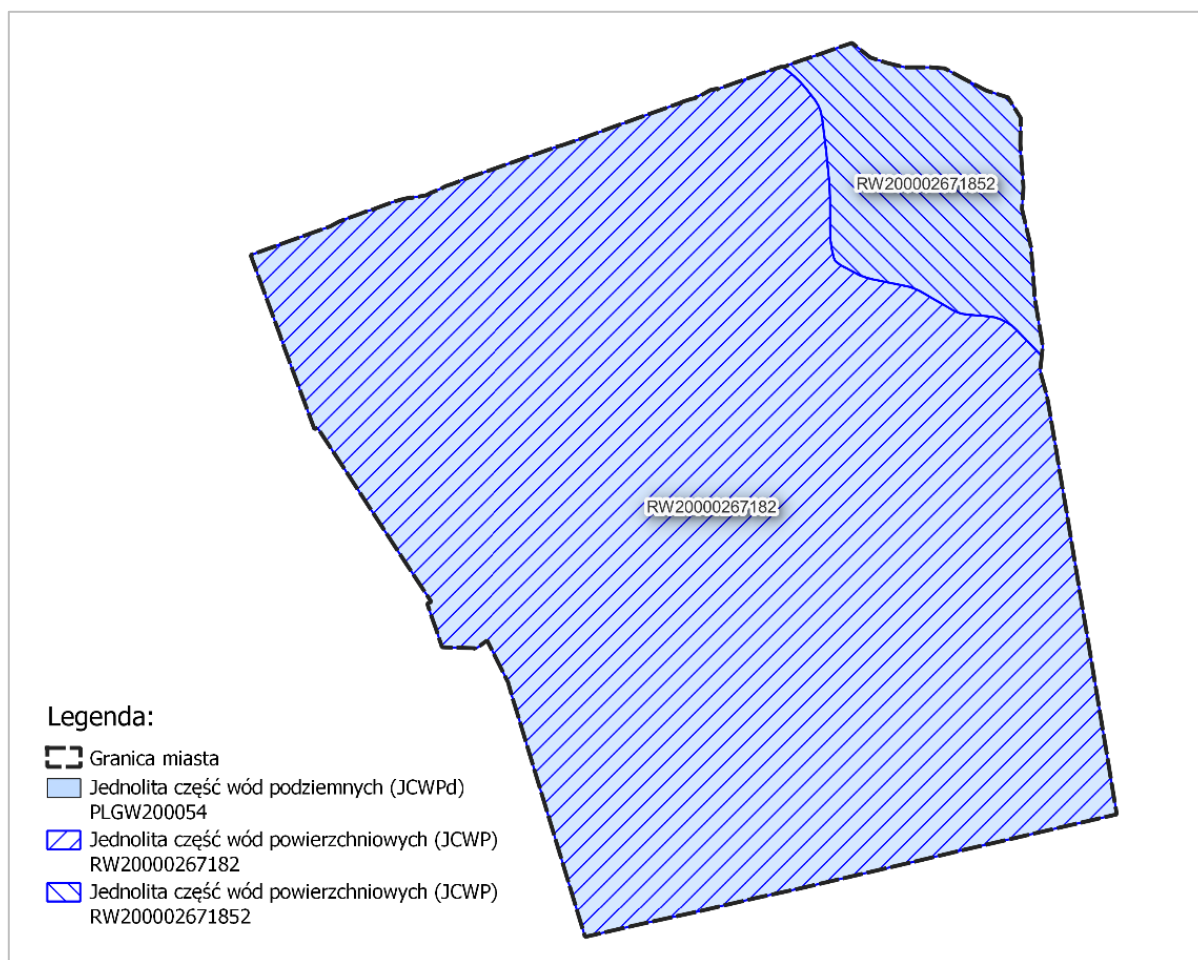 RW200002671852
RW20000267182
Legenda:
Granica miasta
Jednolita część wód podziemnych (JCWPd)
PLGW200054
Jednolita część wód powierzchniowych (JCWP)
RW20000267182
Jednolita część wód powierzchniowych (JCWP)
RW200002671852